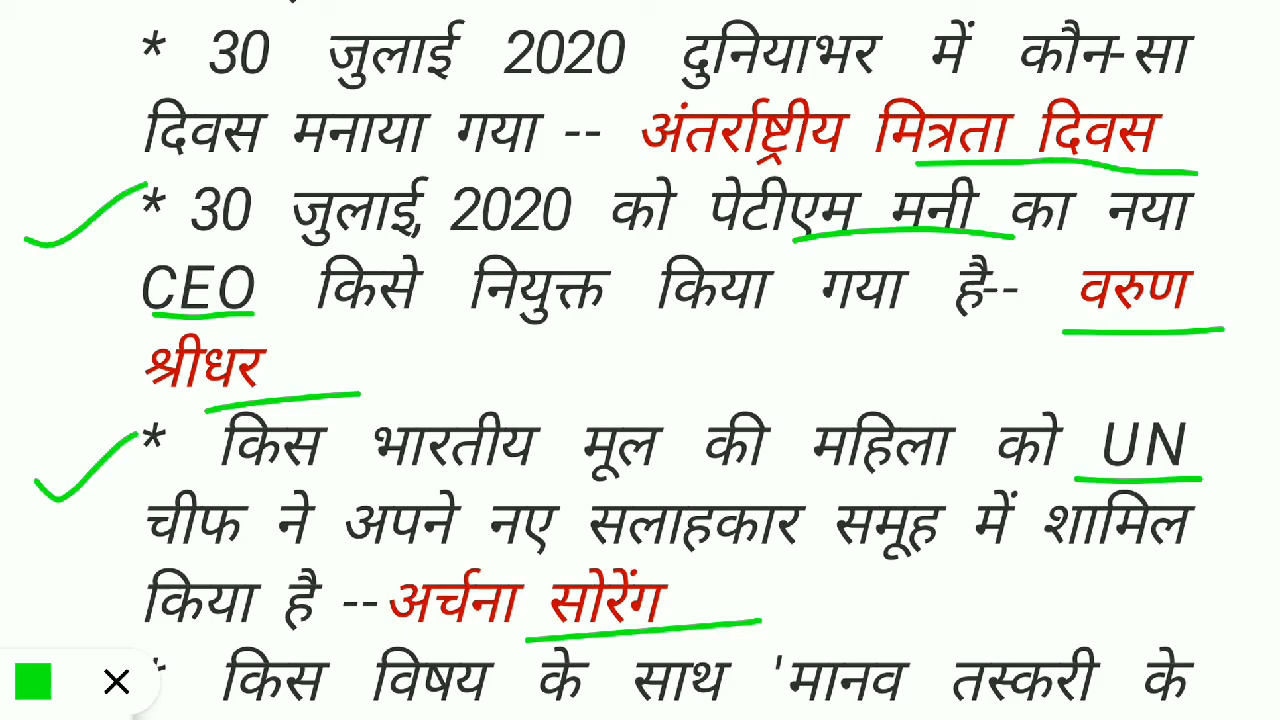 * 30 जुलाई 2020 दुनियाभर में कौन-सा
दिवस मनाया गया -- अंतर्राष्ट्रीय मित्रता दिवस
* 30 जुलाई, 2020 को पेटीएम मनी का नया
CEO किसे नियुक्त किया गया है-- वरुण
श्रीधर
* किस भारतीय मूल की महिला को UN
चीफ ने अपने नए सलाहकार समूह में शामिल
किया है --अर्चना सोरेंग
* किस विषय के साथ 'मानव तस्करी के